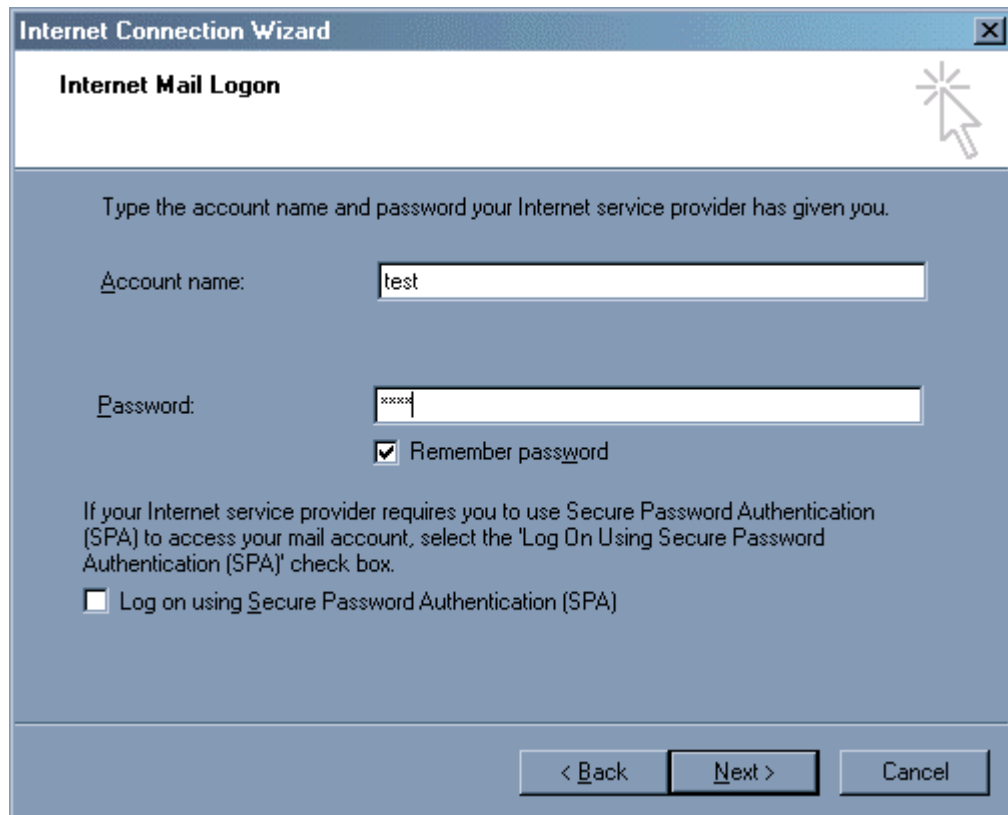 Internet Connection Wizard
Internet Mail Logon
Type the account name and password your Internet service provider has given you.
Account name:
test
Password:
****
Remember password
If your Internet service provider requires you to use Secure Password Authentication
(SPA) to access your mail account, select the 'Log On Using Secure Password
Authentication (SPA)' check box.
Log on using Secure Password Authentication (SPA)
< Back
Next >
Cancel